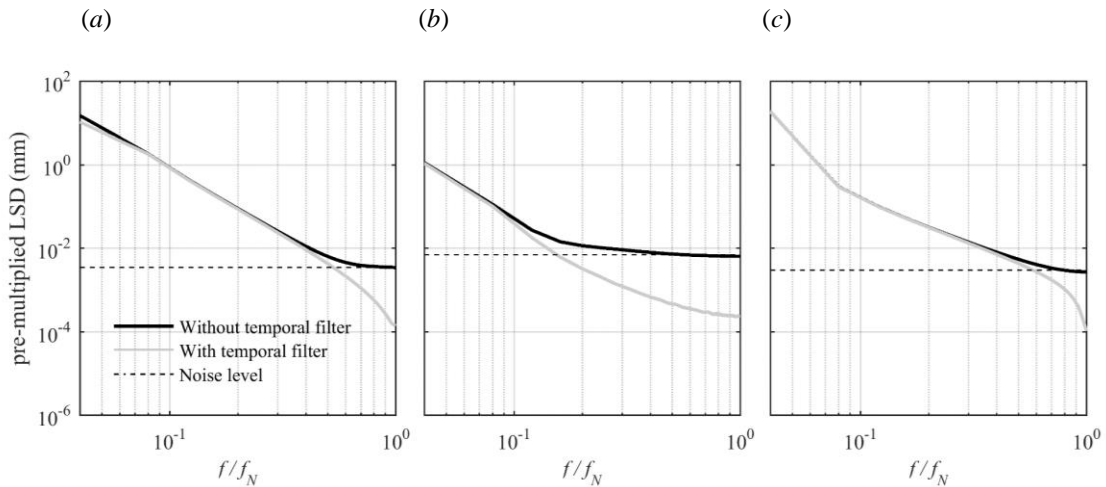 (a) (b) (c)
pre-multiplied LSD (mm)
10^2
10^0
10^-2
10^-4
10^-6
Without temporal filter
With temporal filter
Noise level
10^-1 10^0 10^-1 10^0 10^-1 10^0
f/f_N f/f_N f/f_N